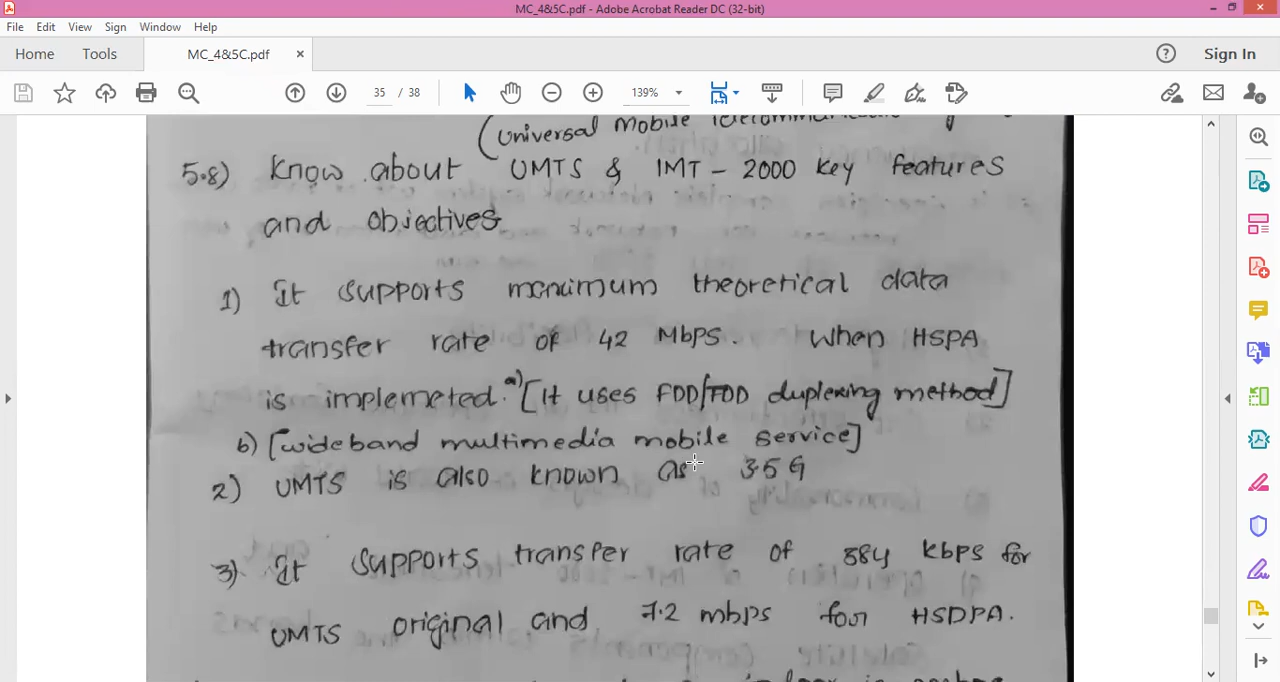 MC_4&5C.pdf - Adobe Acrobat Reader DC (32-bit)
File Edit View Sign Window Help
Home Tools MC_4&5C.pdf × Sign In
35 / 38 139%
(Universal Mobile Telecommunication
5.8) Know about UMTS & IMT - 2000 key features
and objectives
1) It supports maximum theoretical data
transfer rate of 42 Mbps. When HSPA
is implemeted. a) [It uses FDD/TDD duplexing method]
b) [wideband multimedia mobile service]
2) UMTS is also known as 3.5 G
3) It supports transfer rate of 384 kbps for
UMTS original and 7.2 mbps for HSDPA.